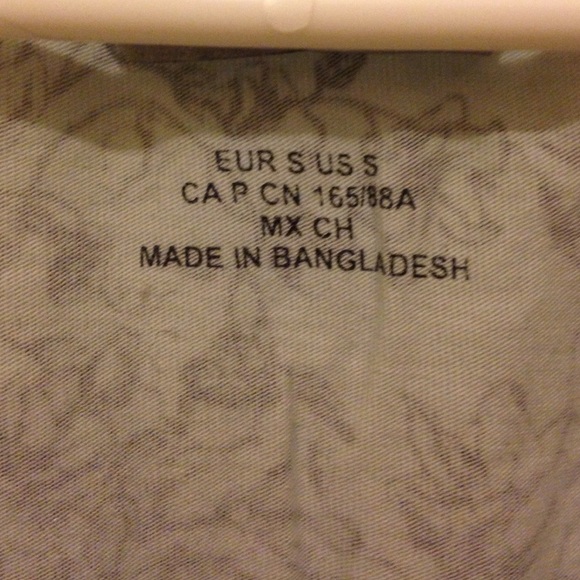 EUR S US S
CA P CN 165/88A
MX CH
MADE IN BANGLADESH